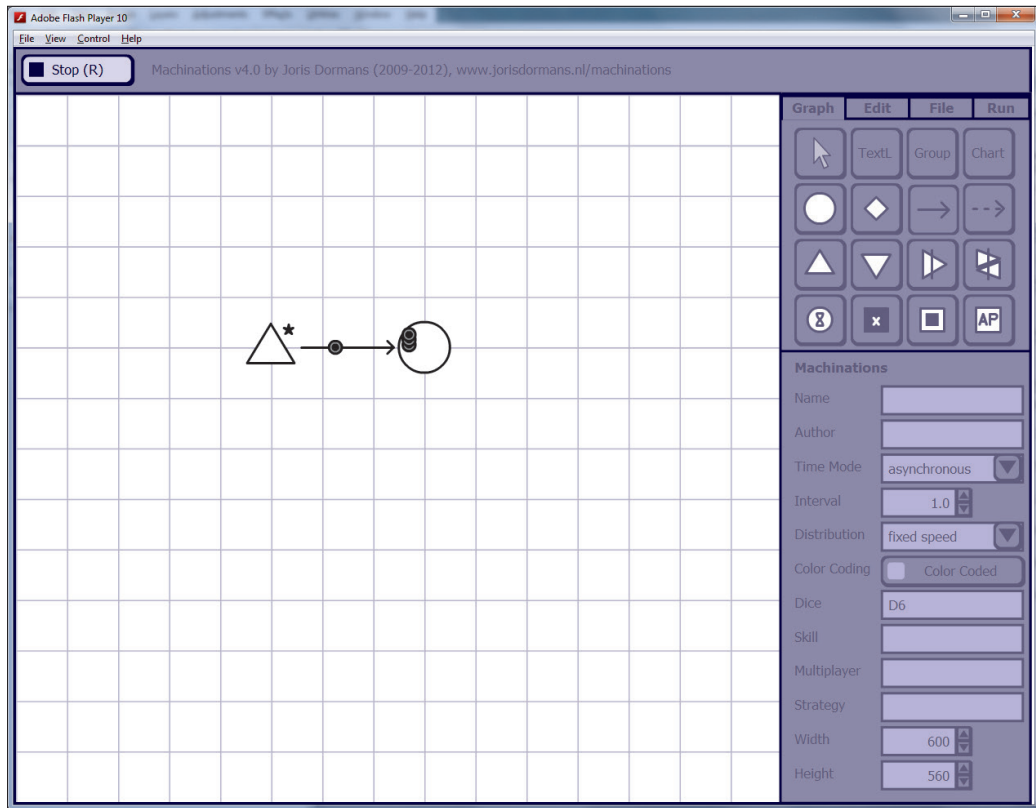 Adobe Flash Player 10
File View Control Help
Stop (R)
Machinations v4.0 by Joris Dormans (2009-2012), www.jorisdormans.nl/machinations
Graph Edit File Run
TextL Group Chart
x AP
Machinations
Name
Author
Time Mode asynchronous
Interval 1.0
Distribution fixed speed
Color Coding Color Coded
Dice D6
Skill
Multiplayer
Strategy
Width 600
Height 560